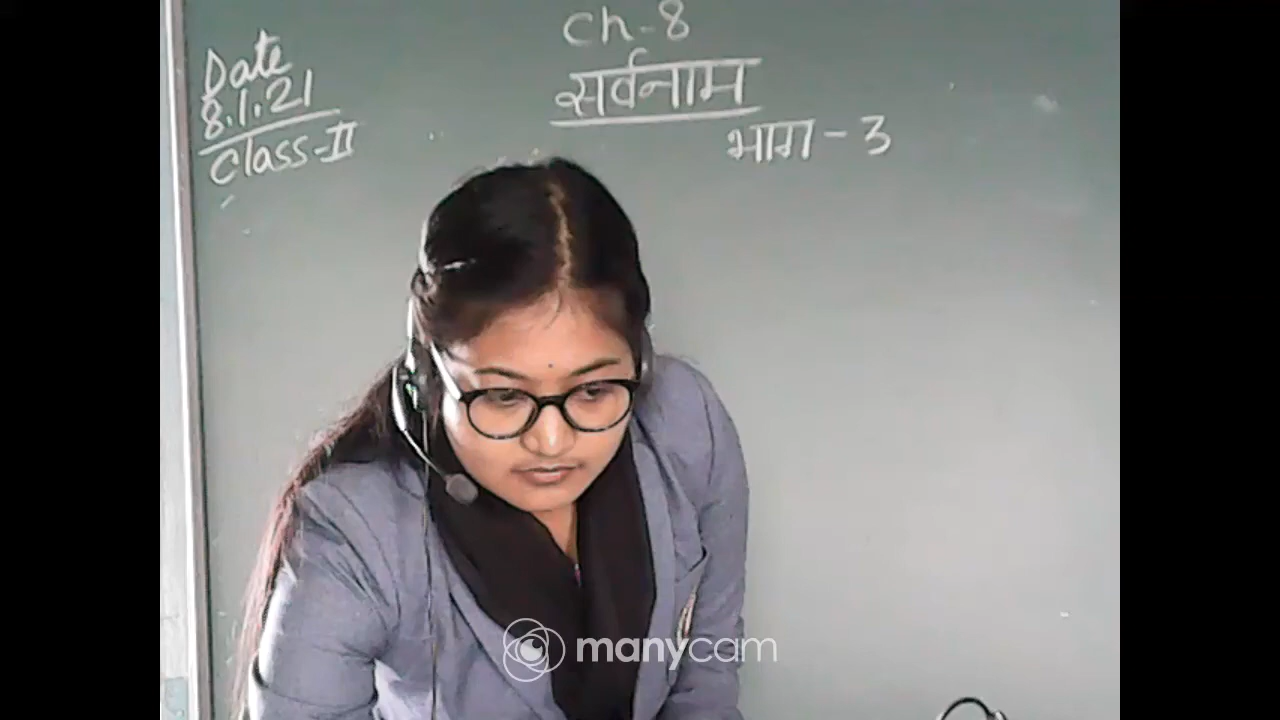 Date
8.1.21
Class-II
Ch-8
सर्वनाम
भाग-3
manycam